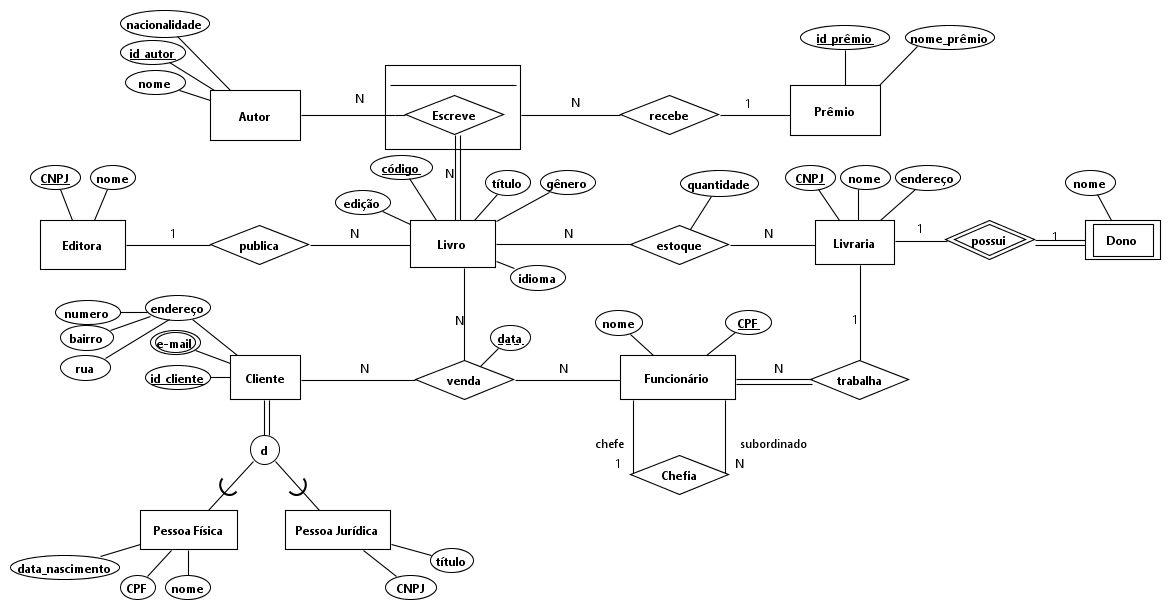 nacionalidade
id_autor
nome
Autor
N
Escreve
N
recebe
1
id_prêmio
nome_prêmio
Prêmio
CNPJ
nome
Editora
1
publica
N
edição
código
N
título
gênero
Livro
idioma
N
quantidade
estoque
N
CNPJ
nome
endereço
Livraria
1
possui
1
nome
Dono
numero
bairro
rua
endereço
e-mail
id_cliente
Cliente
N
venda
N
data
N
nome
CPF
Funcionário
N
trabalha
1
chefe
1
Chefia
subordinado
N
d
Pessoa Física
Pessoa Jurídica
data_nascimento
CPF
nome
título
CNPJ